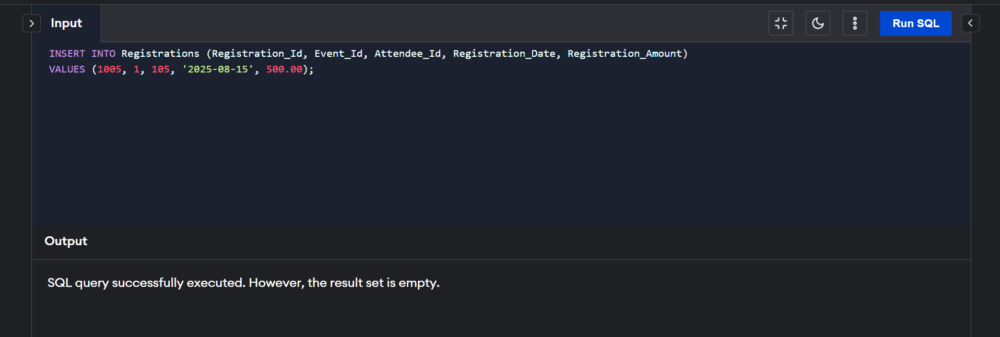 Input
Run SQL
INSERT INTO Registrations (Registration_Id, Event_Id, Attendee_Id, Registration_Date, Registration_Amount)
VALUES (1005, 1, 105, '2025-08-15', 500.00);
Output
SQL query successfully executed. However, the result set is empty.